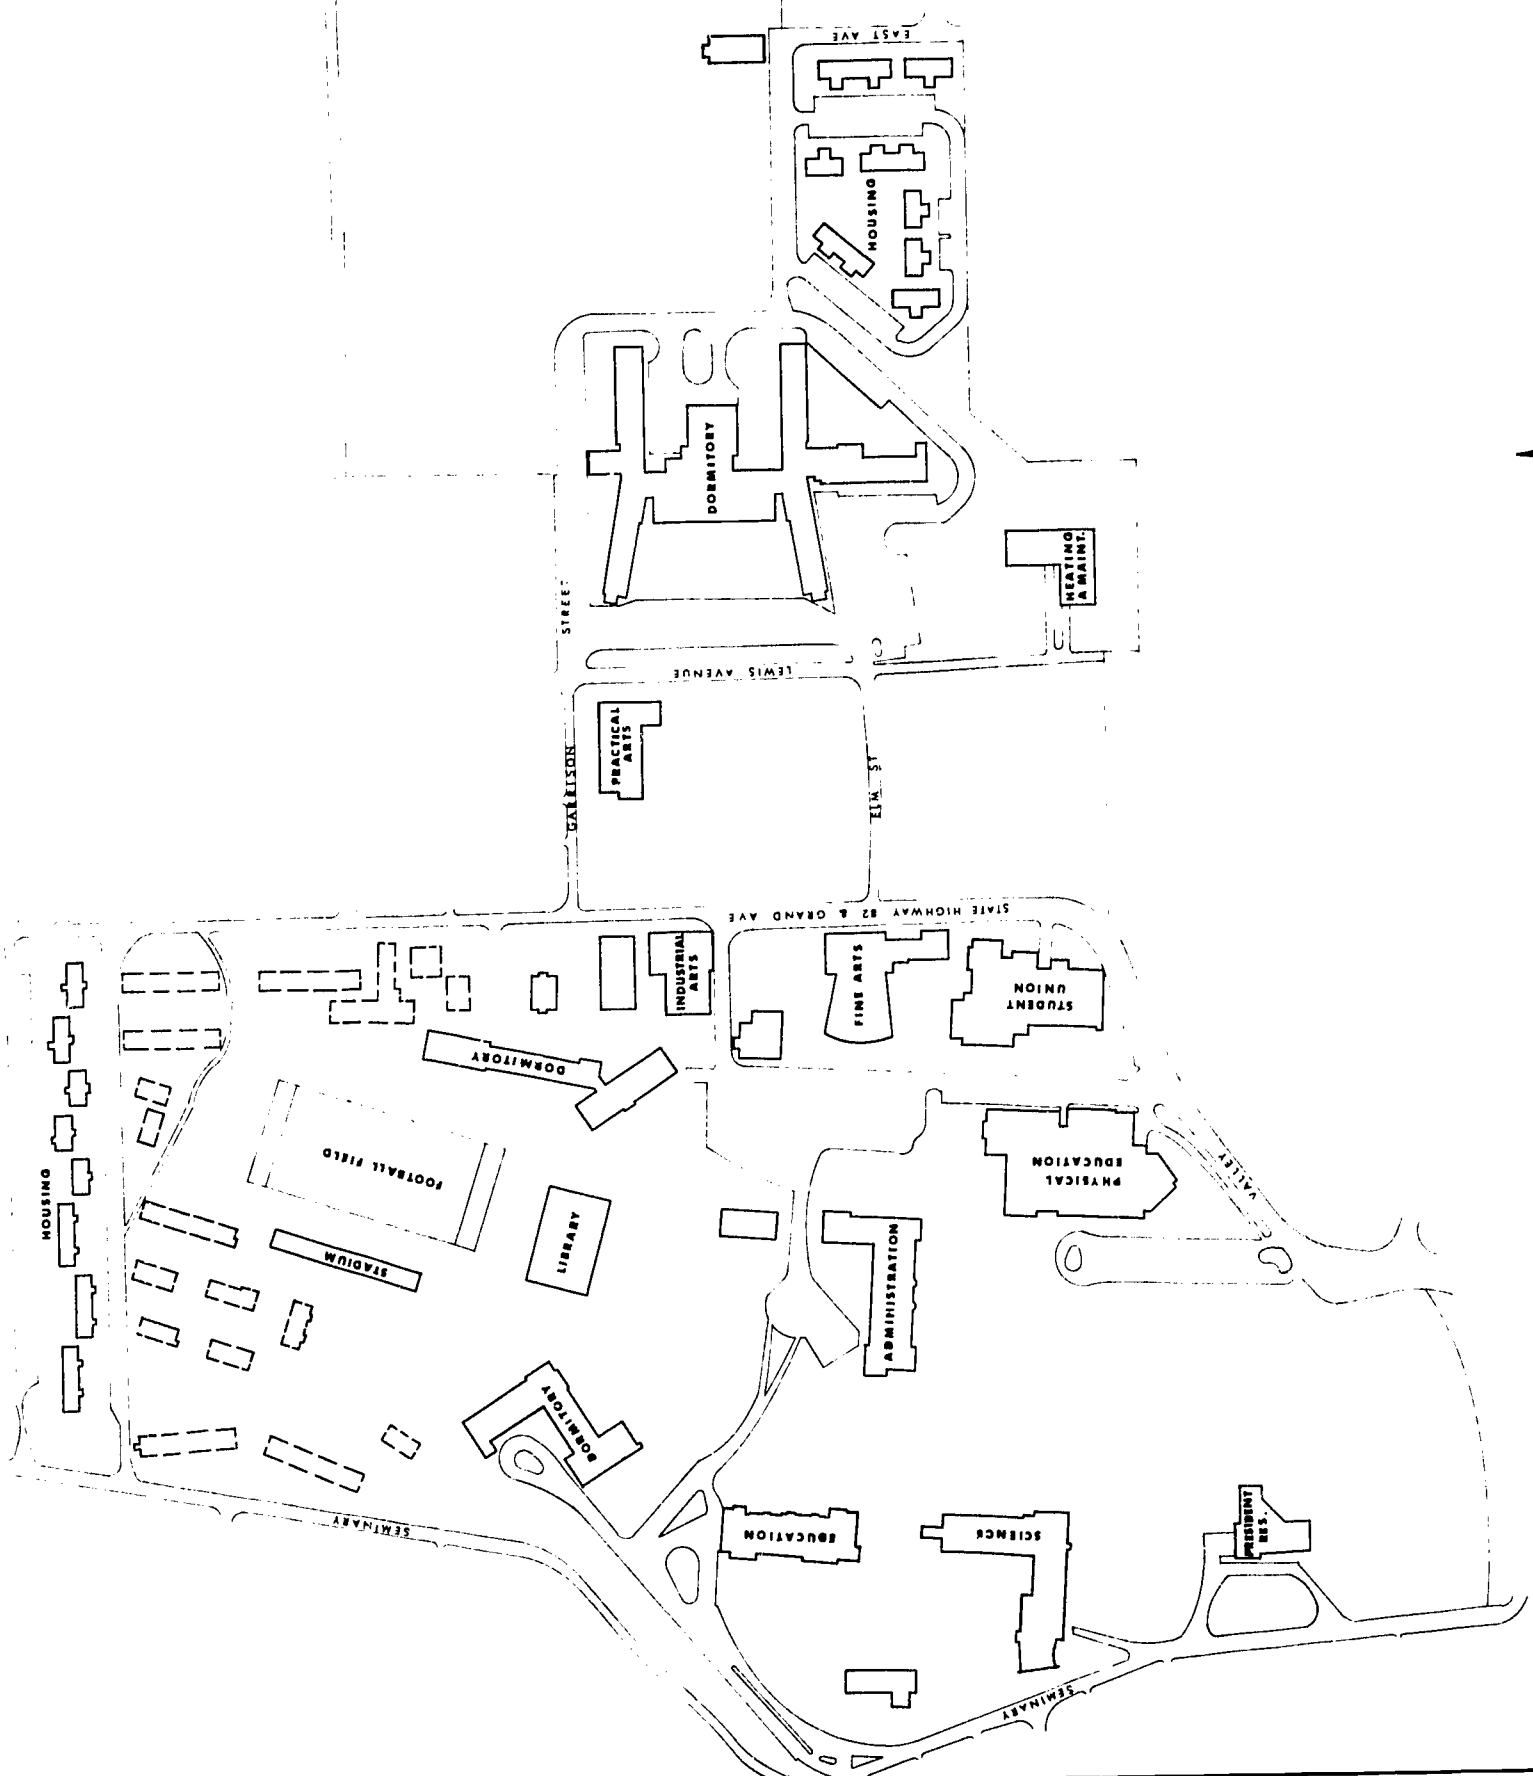 EAST AVE
HOUSING
DORMITORY
HEATING
& MAINT.
STREET
LEWIS AVENUE
PRACTICAL
ARTS
GARRISON
ELM ST
STATE HIGHWAY 82 & GRAND AVE
INDUSTRIAL
ARTS
FINE ARTS
STUDENT
UNION
DORMITORY
FOOTBALL FIELD
PHYSICAL
EDUCATION
VALLEY
HOUSING
STADIUM
LIBRARY
ADMINISTRATION
DORMITORY
SEMINARY
EDUCATION
SCIENCE
PRESIDENT
RES.
SEMINARY